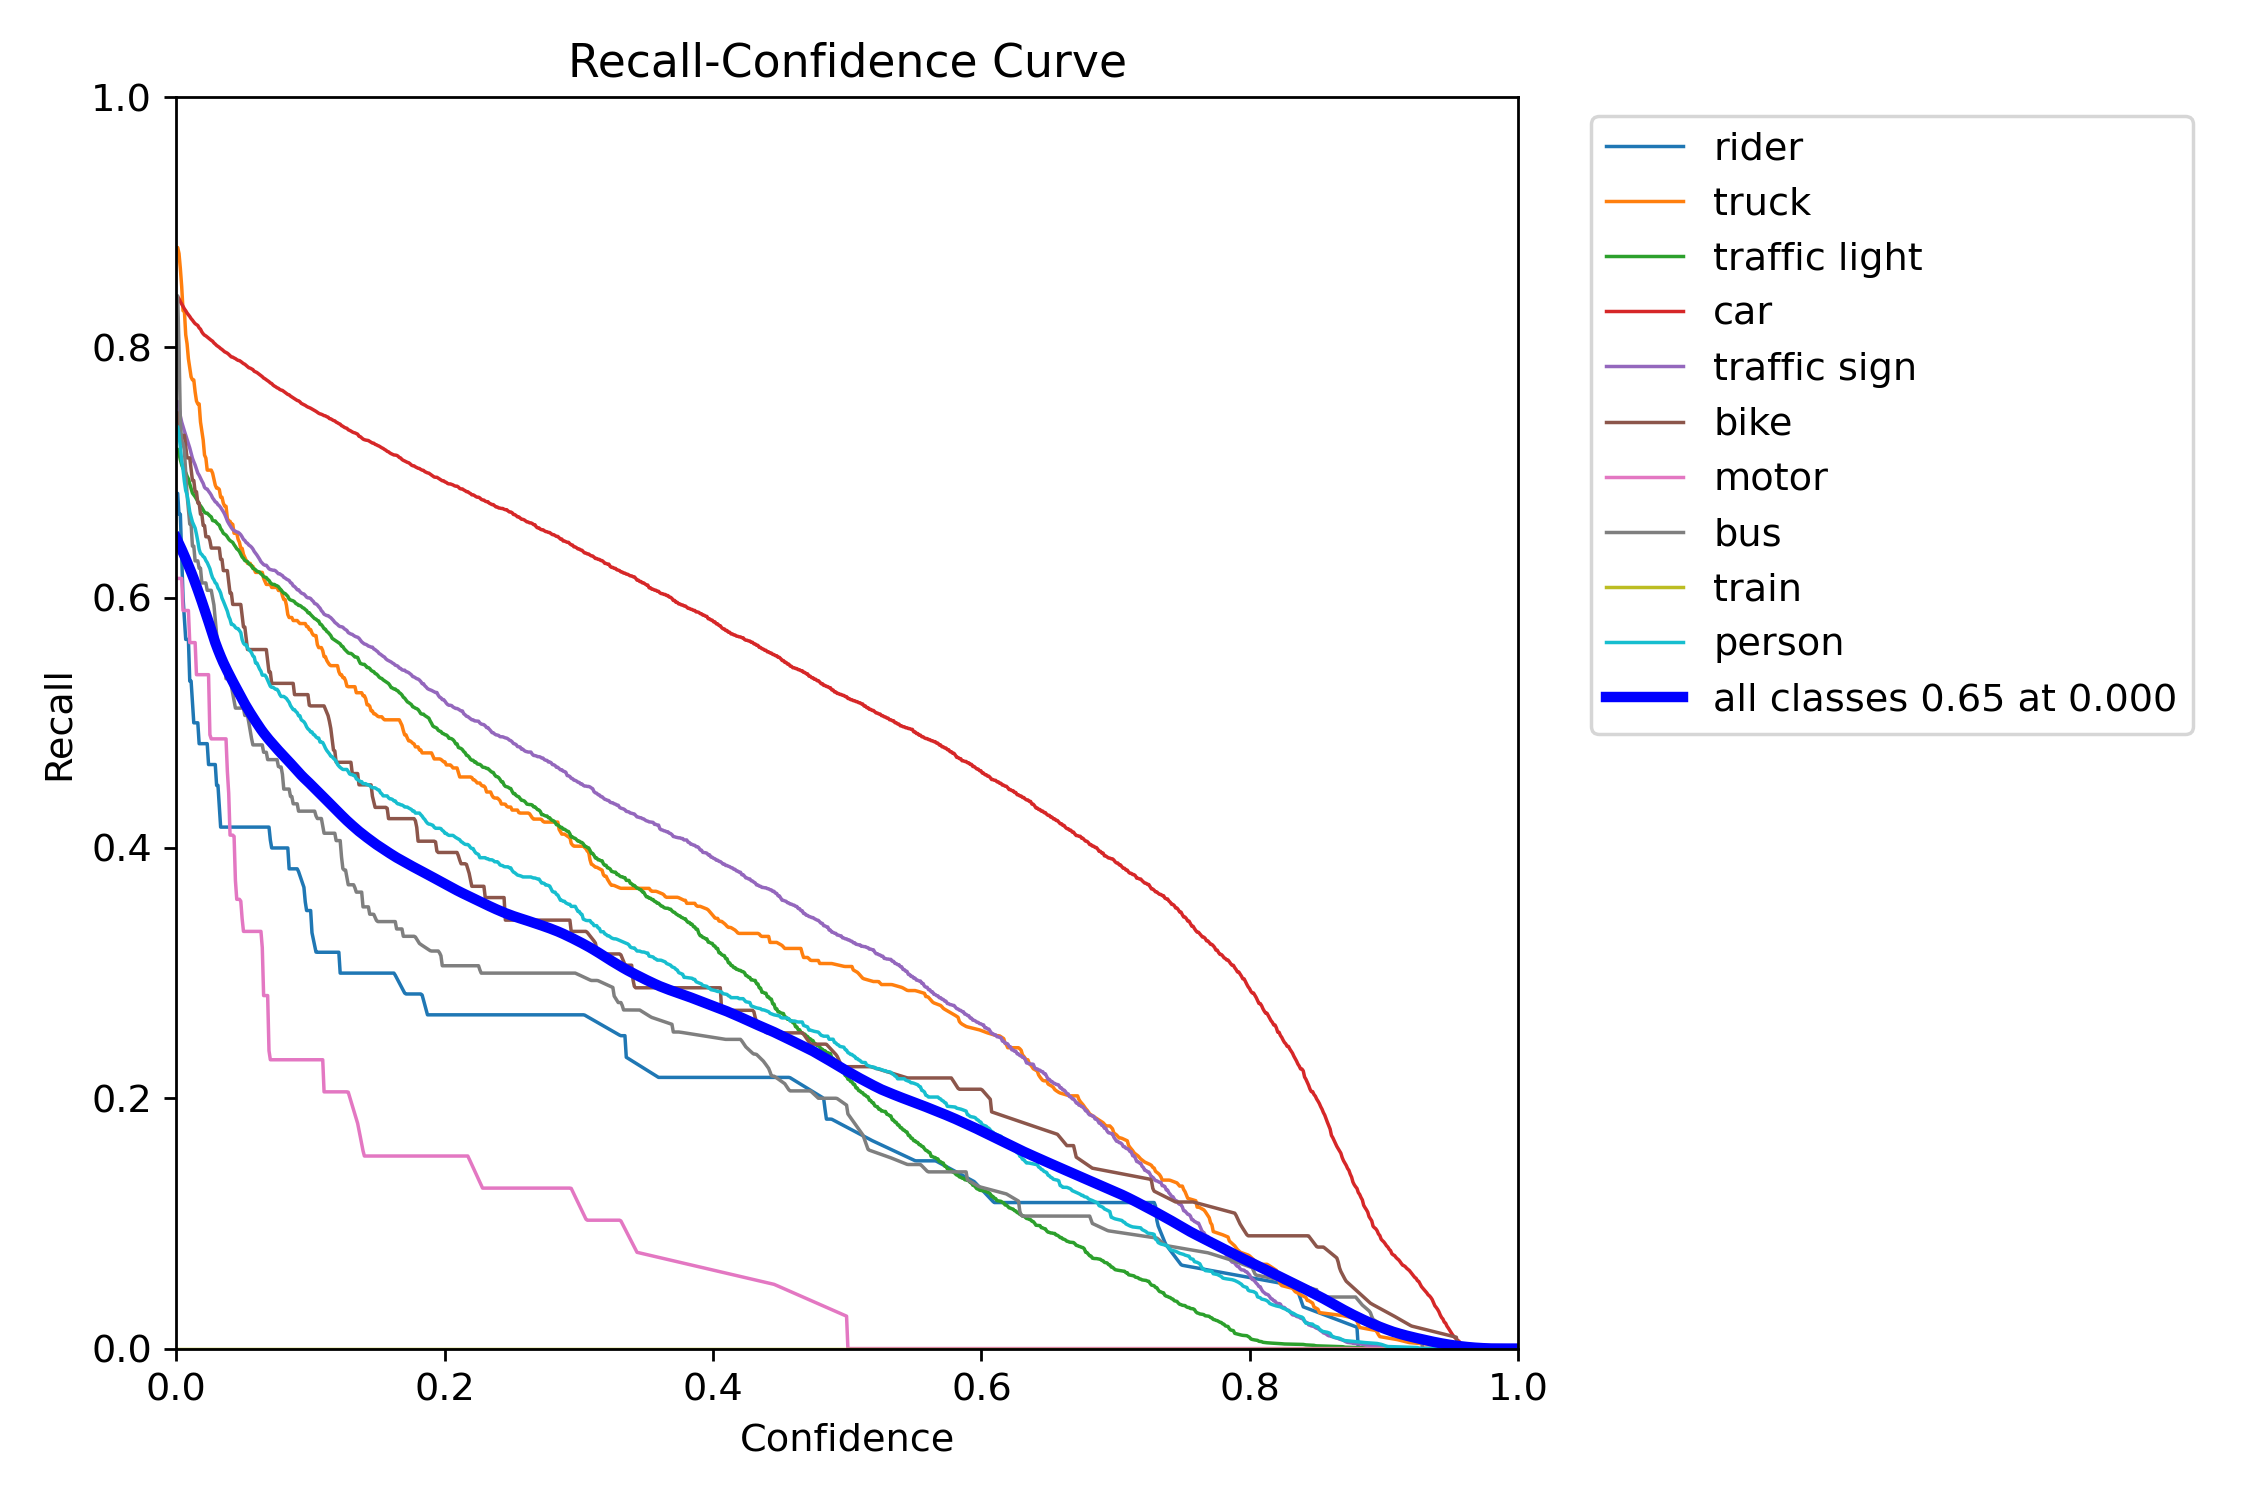 Recall-Confidence Curve
Recall
1.0
0.8
0.6
0.4
0.2
0.0
0.0 0.2 0.4 0.6 0.8 1.0
Confidence
rider
truck
traffic light
car
traffic sign
bike
motor
bus
train
person
all classes 0.65 at 0.000